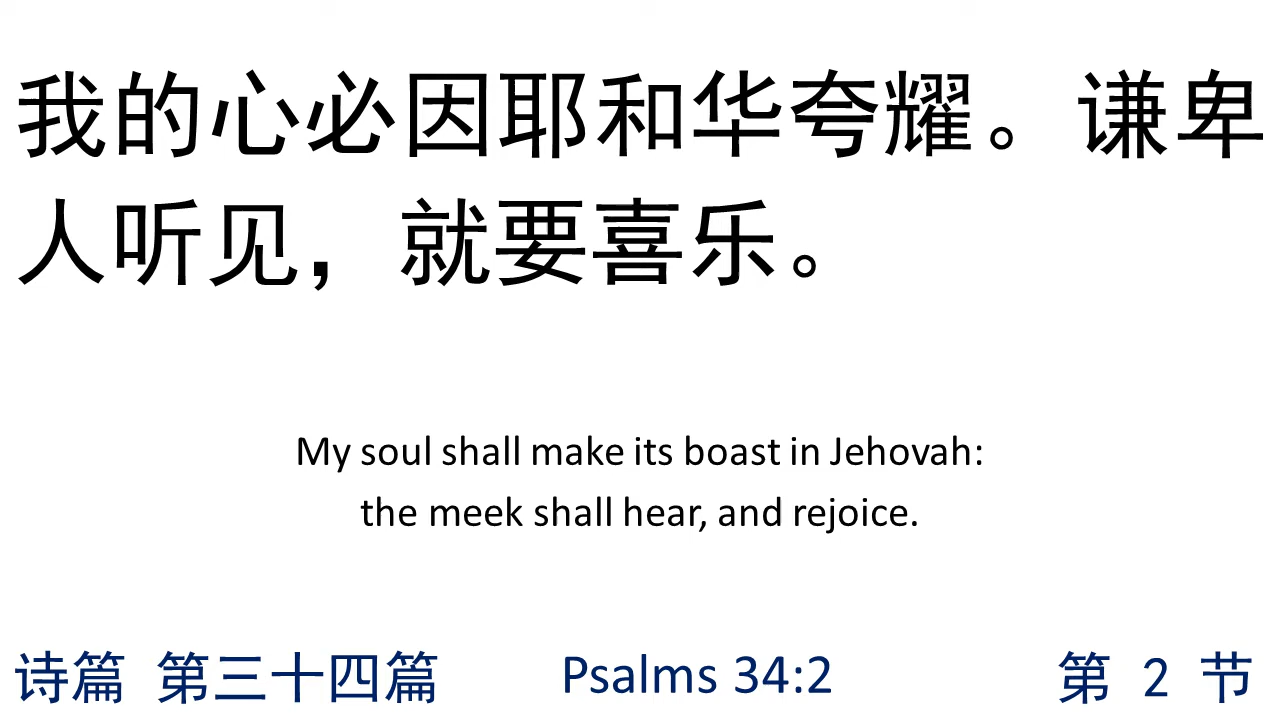 我的心必因耶和华夸耀。谦卑
人听见，就要喜乐。
My soul shall make its boast in Jehovah:
the meek shall hear, and rejoice.
诗篇 第三十四篇 Psalms 34:2 第 2 节